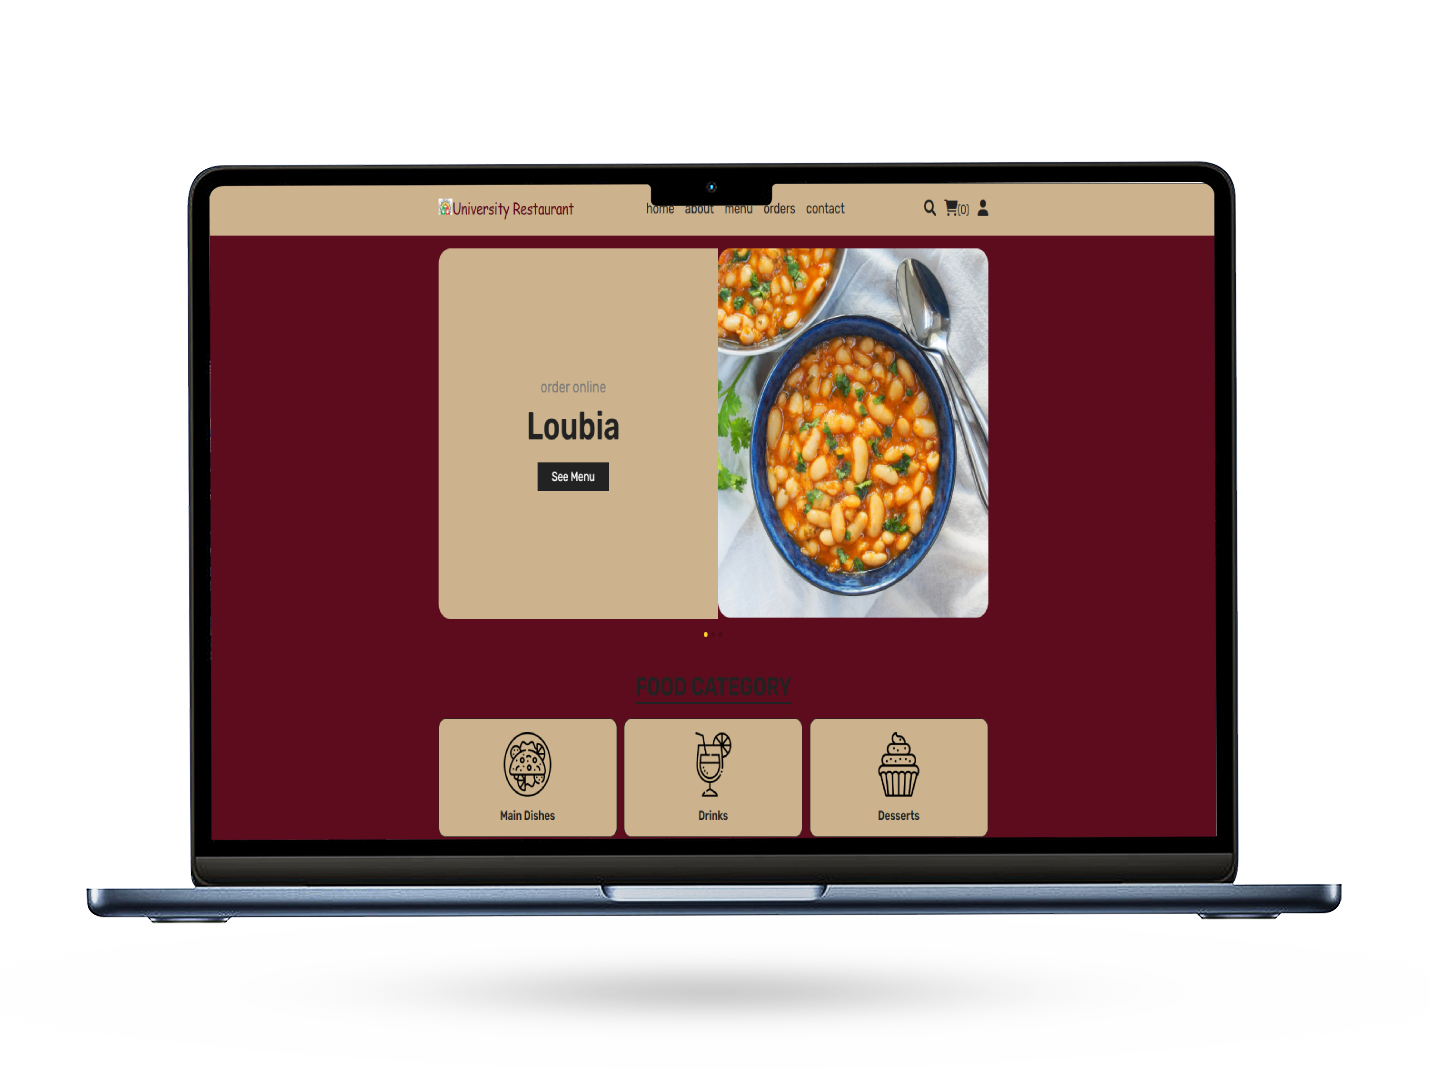 University Restaurant
home about menu orders contact
(0)
order online
Loubia
See Menu
FOOD CATEGORY
Main Dishes
Drinks
Desserts